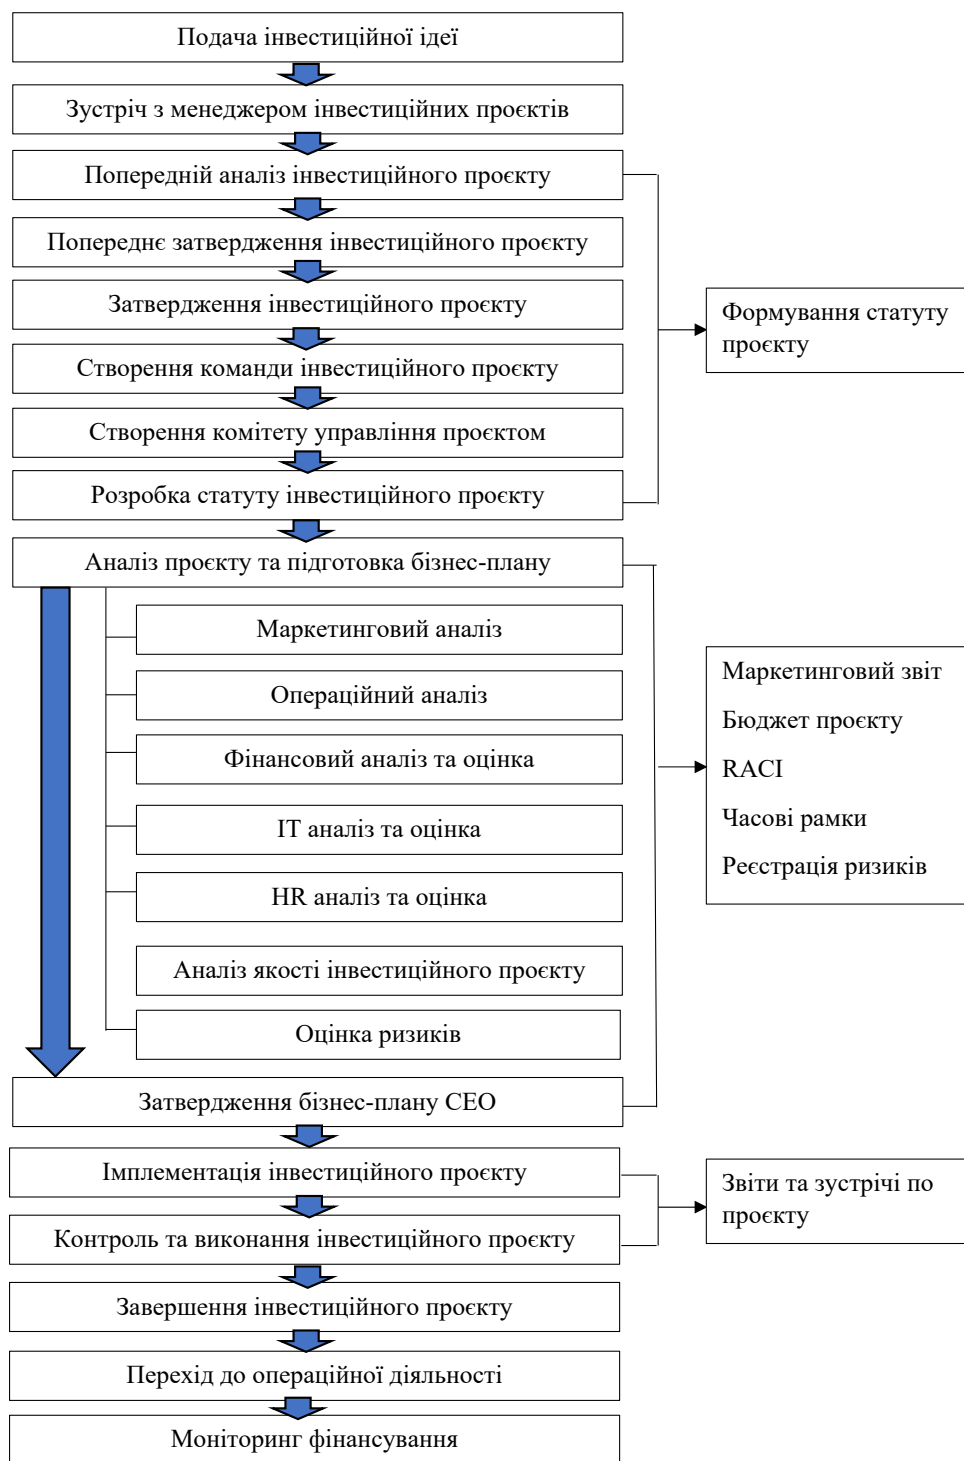 Подача інвестиційної ідеї
Зустріч з менеджером інвестиційних проєктів
Попередній аналіз інвестиційного проєкту
Попереднє затвердження інвестиційного проєкту
Затвердження інвестиційного проєкту
Створення команди інвестиційного проєкту
Створення комітету управління проєктом
Розробка статуту інвестиційного проєкту
Формування статуту
проєкту
Аналіз проєкту та підготовка бізнес-плану
Маркетинговий аналіз
Операційний аналіз
Фінансовий аналіз та оцінка
ІТ аналіз та оцінка
HR аналіз та оцінка
Аналіз якості інвестиційного проєкту
Оцінка ризиків
Маркетинговий звіт
Бюджет проєкту
RACI
Часові рамки
Реєстрація ризиків
Затвердження бізнес-плану CEO
Імплементація інвестиційного проєкту
Контроль та виконання інвестиційного проєкту
Звіти та зустрічі по
проєкту
Завершення інвестиційного проєкту
Перехід до операційної діяльності
Моніторинг фінансування